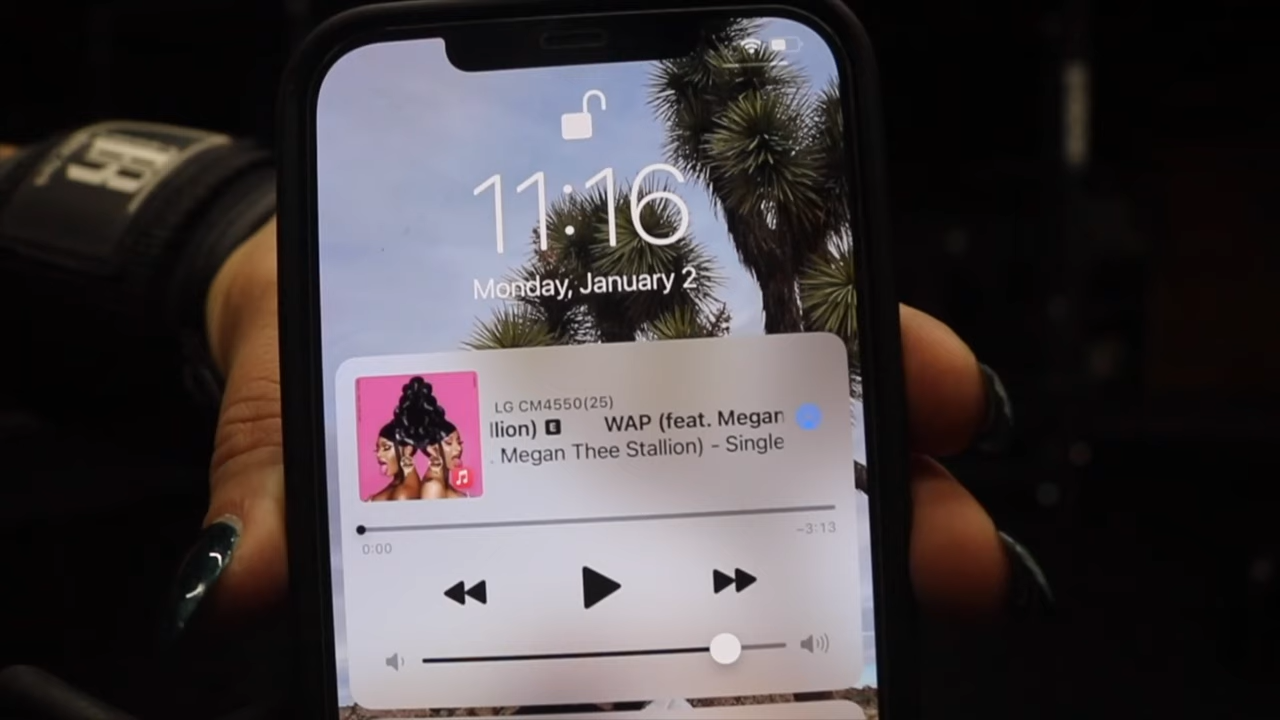 11:16
Monday, January 2
LG CM4550(25)
llion) E WAP (feat. Megan
. Megan Thee Stallion) – Single
0:00
-3:13